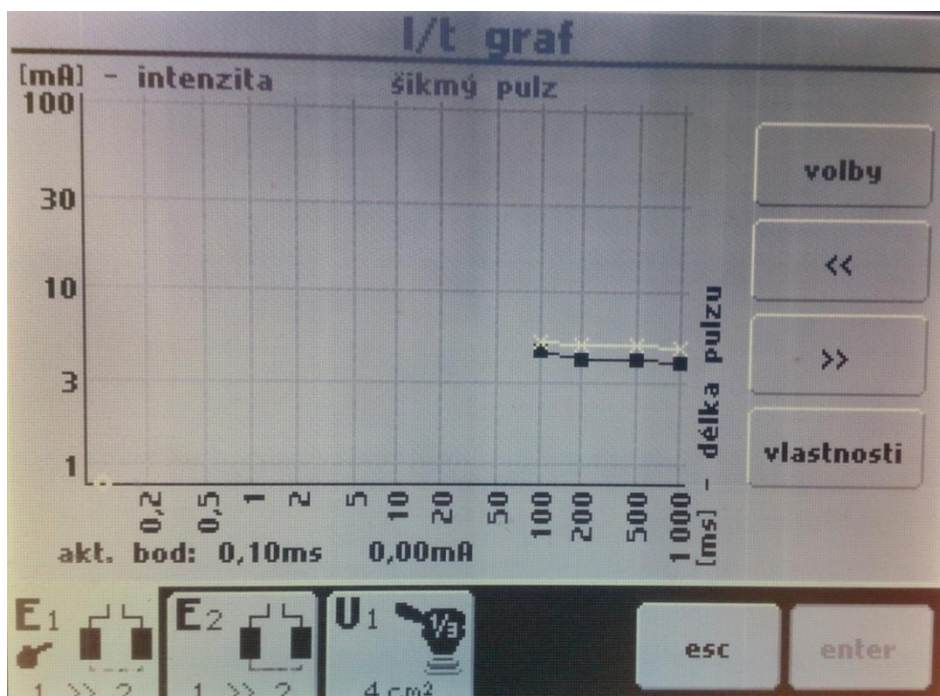 I/t graf
[mA] - intenzita šikmý pulz
100
30
10
3
1
0,2 0,5 1 2 5 10 20 50 100 200 500 1 000
[ms] - délka pulzu
akt. bod: 0,10ms 0,00mA
volby
<<
>>
vlastnosti
E1
1 >> 2
E2
1 >> 2
U1 1/3
4 cm²
esc
enter